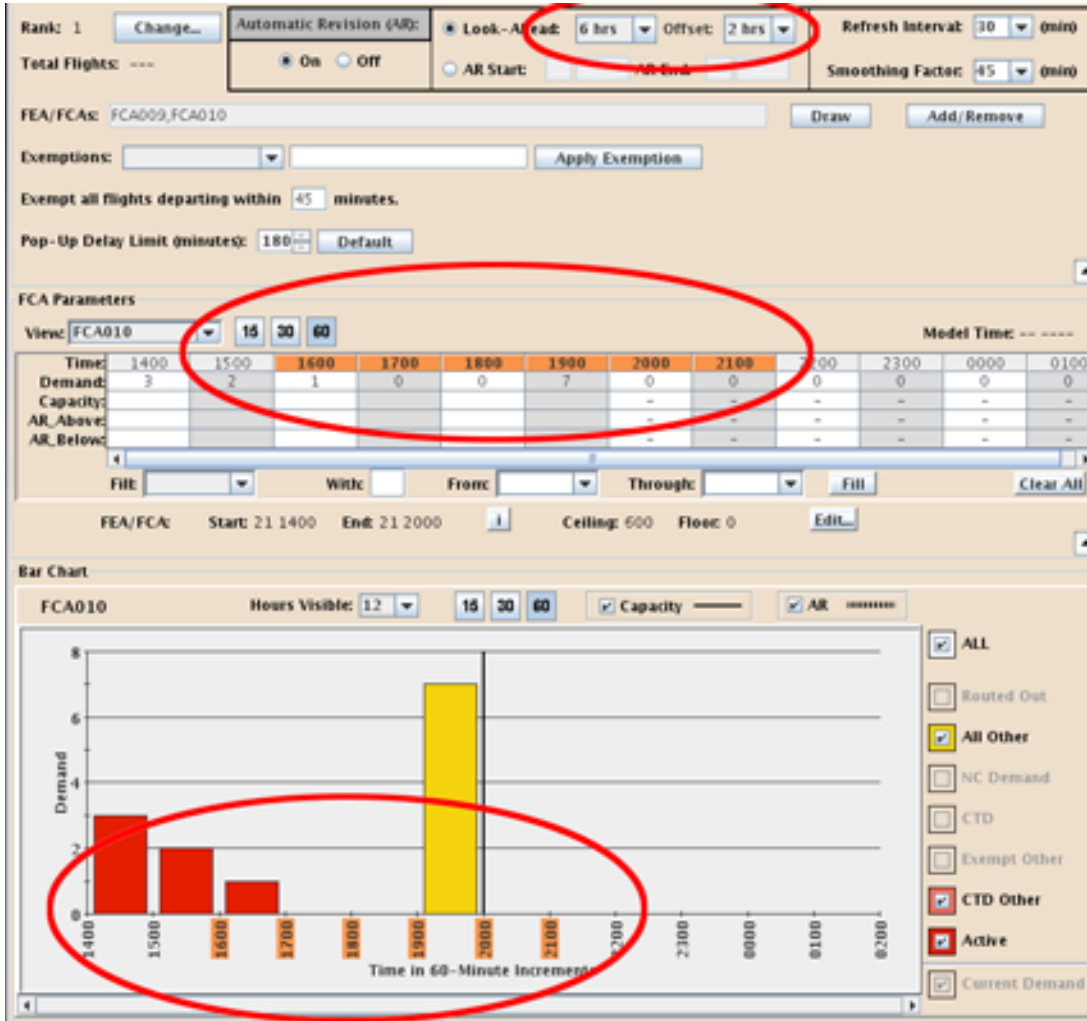 Rank: 1 Change... Automatic Revision (AR): Look-Ahead: 6 hrs Offset: 2 hrs Refresh Interval: 30 (min)
Total Flights: --- On Off AR Start: AR End: Smoothing Factor: 45 (min)
FEA/FCAs: FCA009,FCA010 Draw Add/Remove
Exemptions: Apply Exemption
Exempt all flights departing within 45 minutes.
Pop-Up Delay Limit (minutes): 180 Default
FCA Parameters
View: FCA010 15 30 60 Model Time: -- ----
Time: 1400 1500 1600 1700 1800 1900 2000 2100 2200 2300 0000 0100
Demand: 3 2 1 0 0 7 0 0 0 0 0 0
Capacity: - - - - - -
AR_Above: - - - - - -
AR_Below: - - - - - -
Fill: With: From: Through: Fill Clear All
FEA/FCA: Start: 21 1400 End: 21 2000 i Ceiling: 600 Floor: 0 Edit...
Bar Chart
FCA010 Hours Visible: 12 15 30 60 Capacity AR
8
6
4
2
0
Demand
1400 1500 1600 1700 1800 1900 2000 2100 2200 2300 0000 0100 0200
Time in 60-Minute Increments
ALL
Routed Out
All Other
NC Demand
CTD
Exempt Other
CTD Other
Active
Current Demand